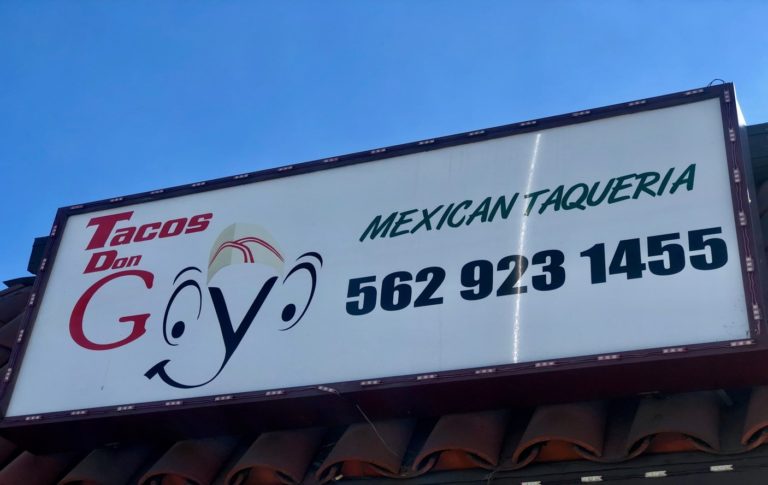 Tacos
Don
Goyo
MEXICAN TAQUERIA
562 923 1455